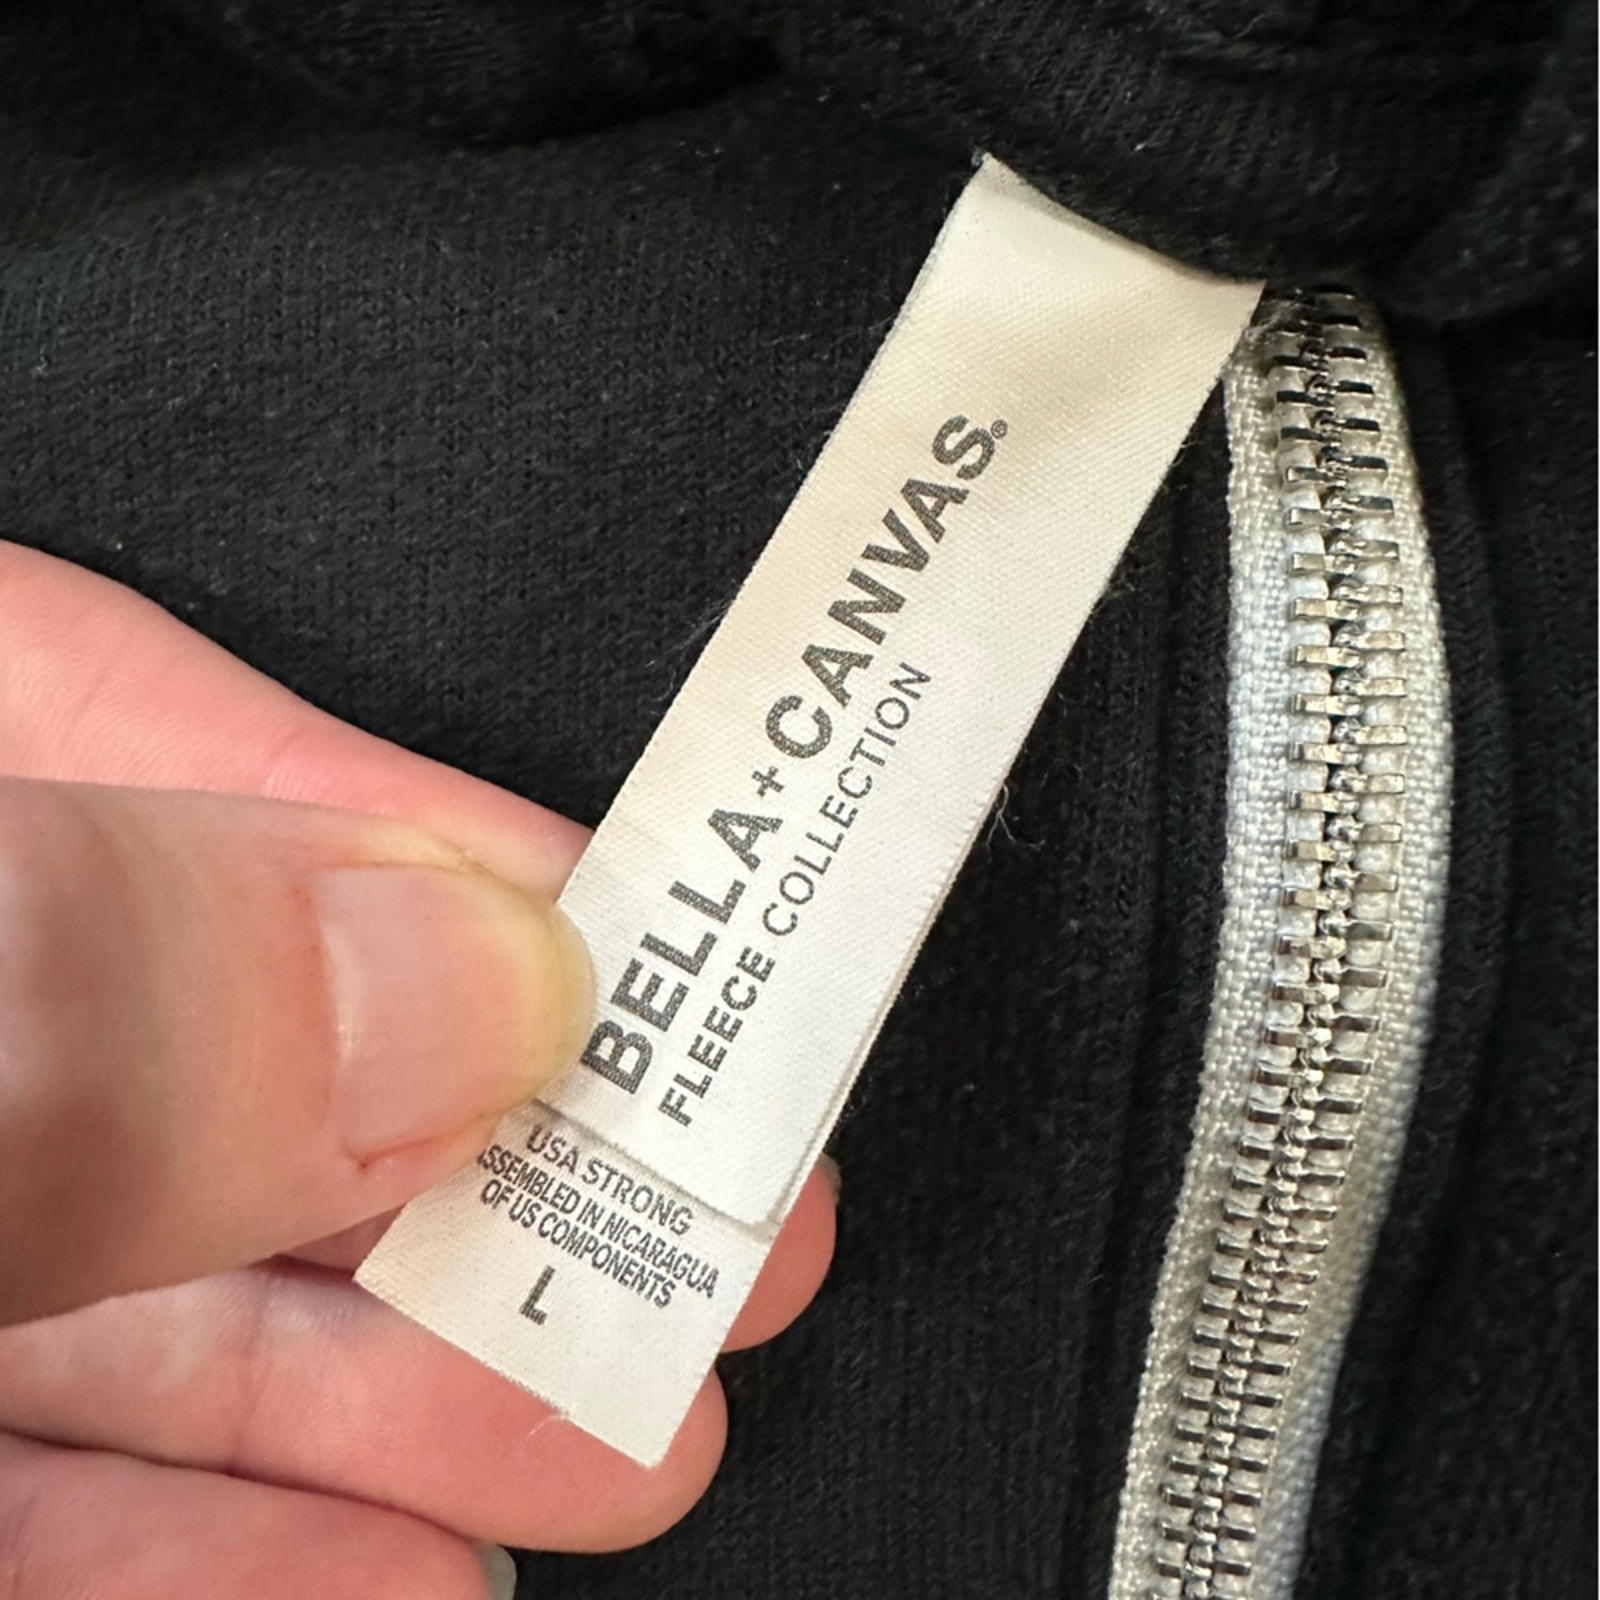 BELLA+CANVAS®
FLEECE COLLECTION
USA STRONG
ASSEMBLED IN NICARAGUA
OF US COMPONENTS
L